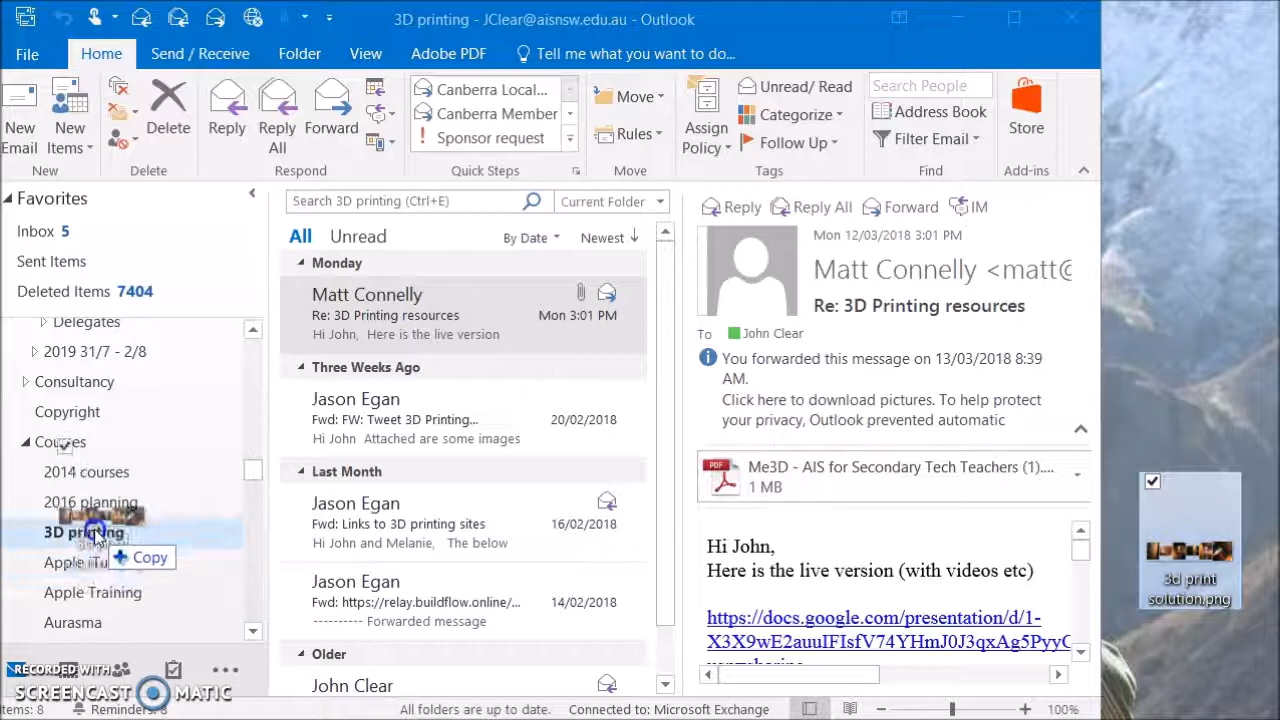 3D printing - JClear@aisnsw.edu.au - Outlook
File
Home
Send / Receive
Folder
View
Adobe PDF
Tell me what you want to do...
New Email
New Items
New
Delete
Delete
Reply
Reply All
Forward
Respond
Canberra Local...
Canberra Member
Sponsor request
Quick Steps
Move
Rules
Move
Assign Policy
Unread/ Read
Categorize
Follow Up
Tags
Search People
Address Book
Filter Email
Find
Store
Add-ins
Favorites
Inbox 5
Sent Items
Deleted Items 7404
Delegates
2019 31/7 - 2/8
Consultancy
Copyright
Courses
2014 courses
2016 planning
3D printing
Copy
Apple iTu
Apple Training
Aurasma
RECORDED WITH
SCREENCAST MATIC
Items: 8
Reminders: 8
Search 3D printing (Ctrl+E)
Current Folder
All
Unread
By Date
Newest
Monday
Matt Connelly
Re: 3D Printing resources
Mon 3:01 PM
Hi John, Here is the live version
Three Weeks Ago
Jason Egan
Fwd: FW: Tweet 3D Printing...
20/02/2018
Hi John Attached are some images
Last Month
Jason Egan
Fwd: Links to 3D printing sites
16/02/2018
Hi John and Melanie, The below
Jason Egan
Fwd: https://relay.buildflow.online/...
14/02/2018
---------- Forwarded message
Older
John Clear
All folders are up to date.
Connected to: Microsoft Exchange
100%
Reply
Reply All
Forward
IM
Mon 12/03/2018 3:01 PM
Matt Connelly <matt@
Re: 3D Printing resources
To
John Clear
You forwarded this message on 13/03/2018 8:39
AM.
Click here to download pictures. To help protect
your privacy, Outlook prevented automatic
PDF
Me3D - AIS for Secondary Tech Teachers (1)....
1 MB
Hi John,
Here is the live version (with videos etc)
https://docs.google.com/presentation/d/1-
X3X9wE2auuIFIsfV74YHmJ0J3qxAg5PyyC
3d print
solution.png